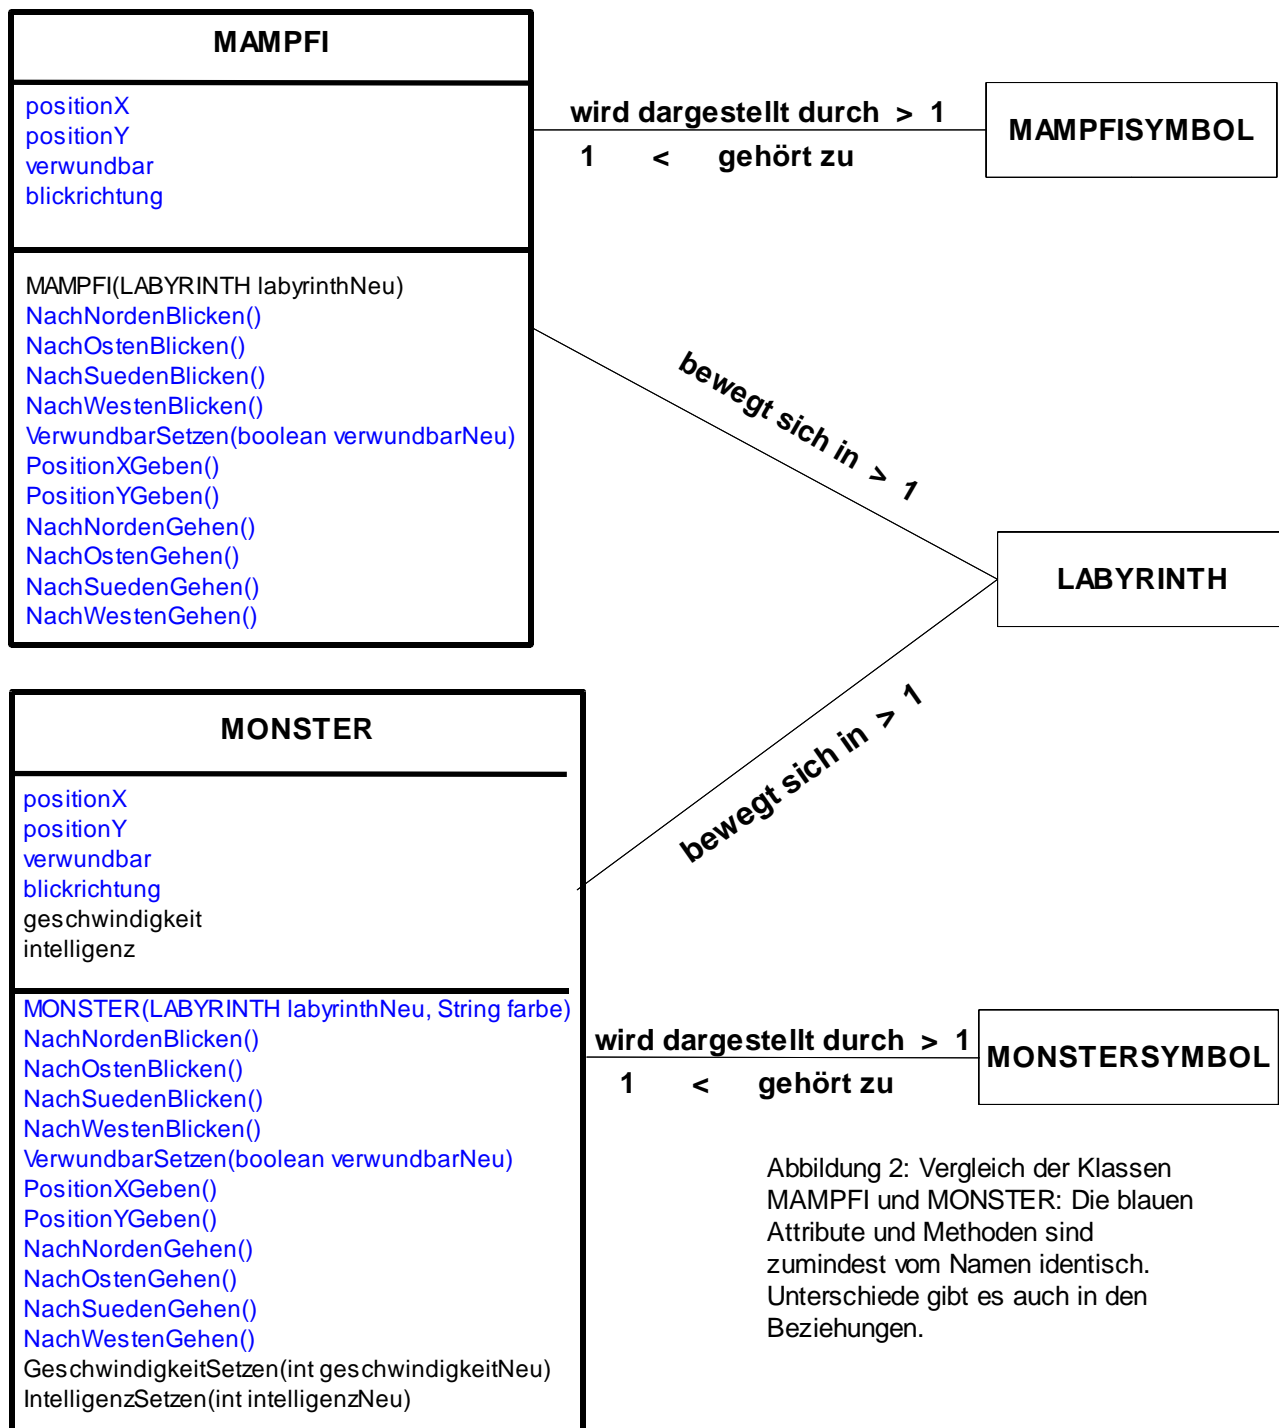 MAMPFI
positionX
positionY
verwundbar
blickrichtung
MAMPFI(LABYRINTH labyrinthNeu)
NachNordenBlicken()
NachOstenBlicken()
NachSuedenBlicken()
NachWestenBlicken()
VerwundbarSetzen(boolean verwundbarNeu)
PositionXGeben()
PositionYGeben()
NachNordenGehen()
NachOstenGehen()
NachSuedenGehen()
NachWestenGehen()
wird dargestellt durch > 1
1 < gehört zu
MAMPFISYMBOL
bewegt sich in > 1
LABYRINTH
bewegt sich in > 1
MONSTER
positionX
positionY
verwundbar
blickrichtung
geschwindigkeit
intelligenz
MONSTER(LABYRINTH labyrinthNeu, String farbe)
NachNordenBlicken()
NachOstenBlicken()
NachSuedenBlicken()
NachWestenBlicken()
VerwundbarSetzen(boolean verwundbarNeu)
PositionXGeben()
PositionYGeben()
NachNordenGehen()
NachOstenGehen()
NachSuedenGehen()
NachWestenGehen()
GeschwindigkeitSetzen(int geschwindigkeitNeu)
IntelligenzSetzen(int intelligenzNeu)
wird dargestellt durch > 1
1 < gehört zu
MONSTERSYMBOL
Abbildung 2: Vergleich der Klassen
MAMPFI und MONSTER: Die blauen
Attribute und Methoden sind
zumindest vom Namen identisch.
Unterschiede gibt es auch in den
Beziehungen.